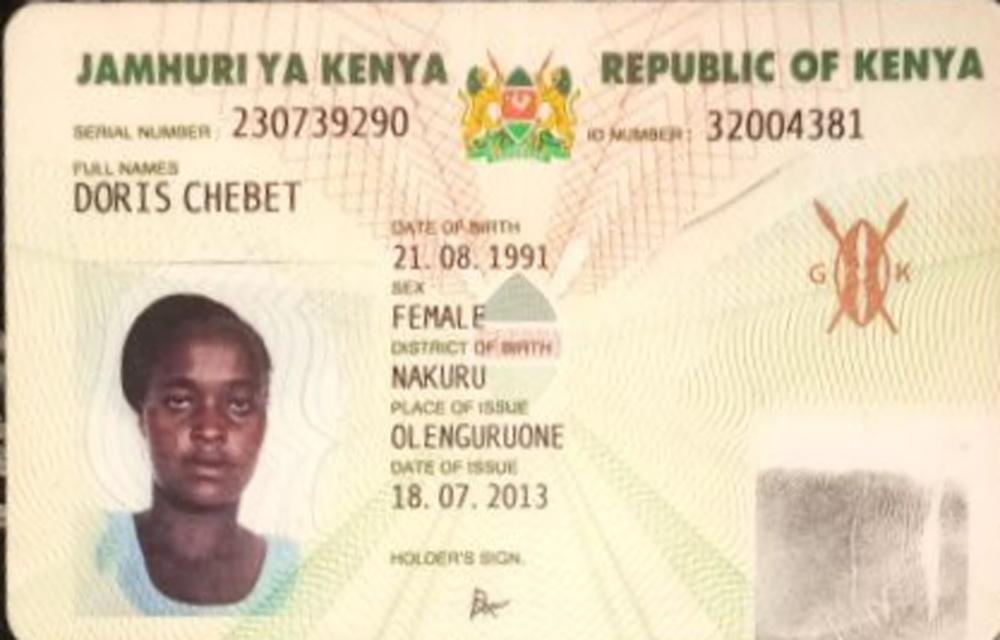 JAMHURI YA KENYA
REPUBLIC OF KENYA
SERIAL NUMBER : 230739290
ID NUMBER : 32004381
FULL NAMES
DORIS CHEBET
DATE OF BIRTH
21. 08. 1991
SEX
FEMALE
DISTRICT OF BIRTH
NAKURU
PLACE OF ISSUE
OLENGURUONE
DATE OF ISSUE
18. 07. 2013
HOLDER'S SIGN.
G K